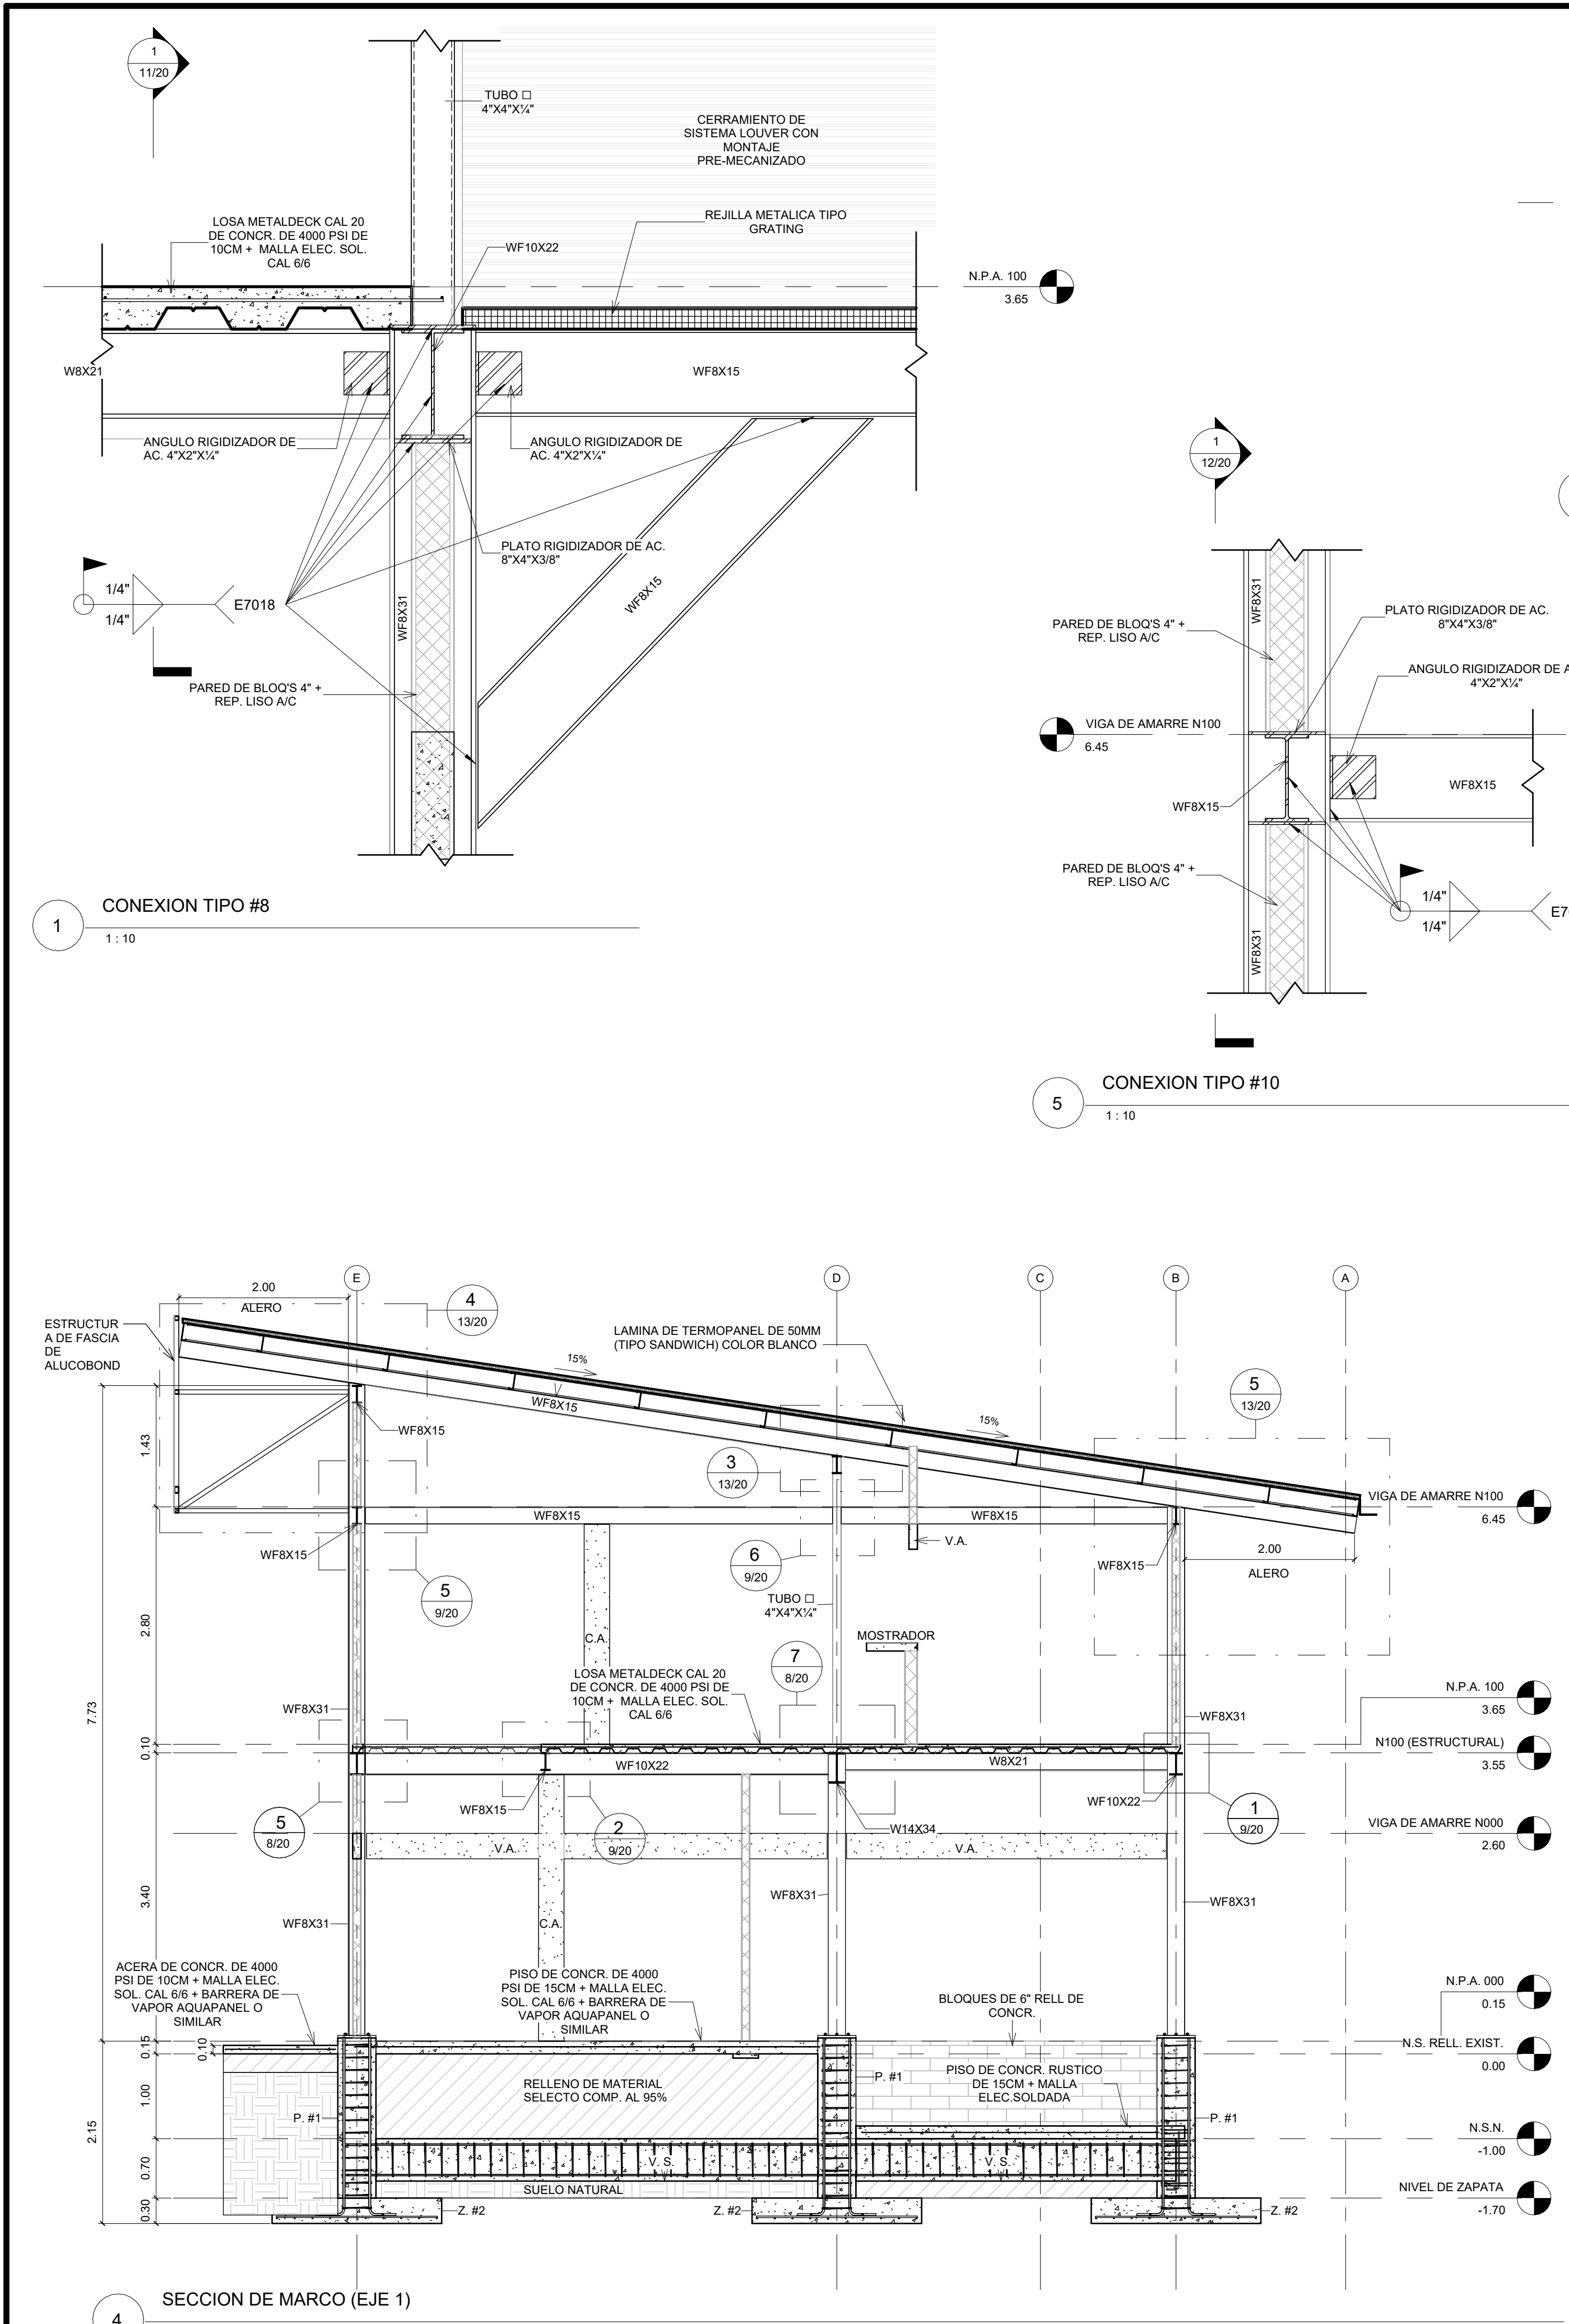 1
11/20
TUBO □
4"X4"X¼"
CERRAMIENTO DE
SISTEMA LOUVER CON
MONTAJE
PRE-MECANIZADO
LOSA METALDECK CAL 20
DE CONCR. DE 4000 PSI DE
10CM + MALLA ELEC. SOL.
CAL 6/6
REJILLA METALICA TIPO
GRATING
WF10X22
N.P.A. 100
3.65
W8X21
WF8X15
ANGULO RIGIDIZADOR DE
AC. 4"X2"X¼"
ANGULO RIGIDIZADOR DE
AC. 4"X2"X¼"
PLATO RIGIDIZADOR DE AC.
8"X4"X3/8"
WF8X15
1/4"
1/4"
E7018
WF8X31
PARED DE BLOQ'S 4" +
REP. LISO A/C
1
CONEXION TIPO #8
1 : 10
1
12/20
WF8X31
PARED DE BLOQ'S 4" +
REP. LISO A/C
PLATO RIGIDIZADOR DE AC.
8"X4"X3/8"
ANGULO RIGIDIZADOR DE A
4"X2"X¼"
VIGA DE AMARRE N100
6.45
WF8X15
WF8X15
PARED DE BLOQ'S 4" +
REP. LISO A/C
1/4"
1/4"
WF8X31
5
CONEXION TIPO #10
1 : 10
E
D
C
B
A
2.00
ALERO
4
13/20
ESTRUCTUR
A DE FASCIA
DE
ALUCOBOND
LAMINA DE TERMOPANEL DE 50MM
(TIPO SANDWICH) COLOR BLANCO
15%
WF8X15
5
13/20
15%
WF8X15
1.43
3
13/20
VIGA DE AMARRE N100
6.45
WF8X15
WF8X15
V.A.
WF8X15
6
9/20
WF8X15
2.00
ALERO
5
9/20
TUBO □
4"X4"X¼"
2.80
C.A.
MOSTRADOR
7
8/20
LOSA METALDECK CAL 20
DE CONCR. DE 4000 PSI DE
10CM + MALLA ELEC. SOL.
CAL 6/6
N.P.A. 100
3.65
WF8X31
WF8X31
7.73
0.10
N100 (ESTRUCTURAL)
3.55
WF10X22
W8X21
WF8X15
WF10X22
5
8/20
2
9/20
W14X34
1
9/20
VIGA DE AMARRE N000
2.60
V.A.
V.A.
3.40
WF8X31
WF8X31
WF8X31
C.A.
ACERA DE CONCR. DE 4000
PSI DE 10CM + MALLA ELEC.
SOL. CAL 6/6 + BARRERA DE
VAPOR AQUAPANEL O
SIMILAR
PISO DE CONCR. DE 4000
PSI DE 15CM + MALLA ELEC.
SOL. CAL 6/6 + BARRERA DE
VAPOR AQUAPANEL O
SIMILAR
BLOQUES DE 6" RELL DE
CONCR.
N.P.A. 000
0.15
0.15
0.10
N.S. RELL. EXIST.
0.00
RELLENO DE MATERIAL
SELECTO COMP. AL 95%
P. #1
PISO DE CONCR. RUSTICO
DE 15CM + MALLA
ELEC.SOLDADA
1.00
P. #1
P. #1
2.15
N.S.N.
-1.00
0.70
V. S.
V. S.
SUELO NATURAL
NIVEL DE ZAPATA
-1.70
0.30
Z. #2
Z. #2
Z. #2
4
SECCION DE MARCO (EJE 1)